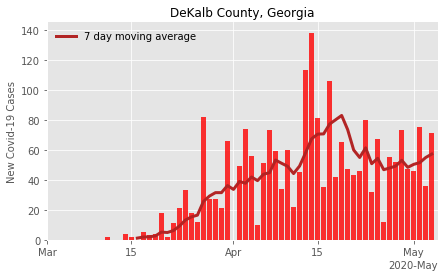 DeKalb County, Georgia
7 day moving average
New Covid-19 Cases
140
120
100
80
60
40
20
0
Mar 15 Apr 15 May
2020-May